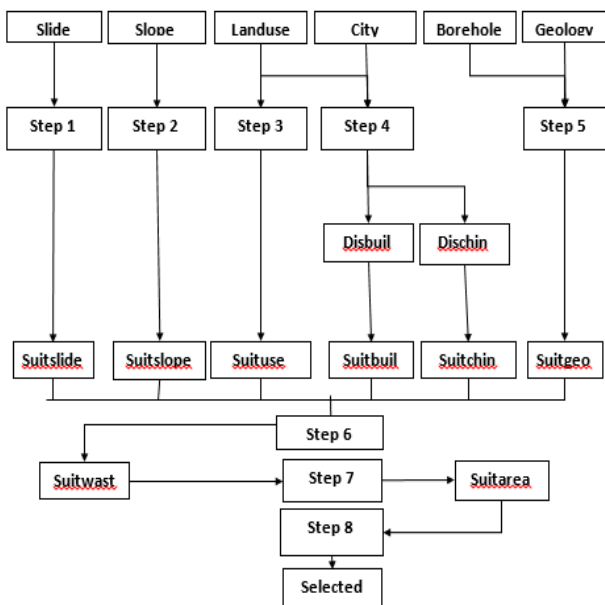 Slide
Slope
Landuse
City
Borehole
Geology
Step 1
Step 2
Step 3
Step 4
Step 5
Disbuil
Dischin
Suitslide
Suitslope
Suituse
Suitbuil
Suitchin
Suitgeo
Step 6
Suitwast
Step 7
Suitarea
Step 8
Selected